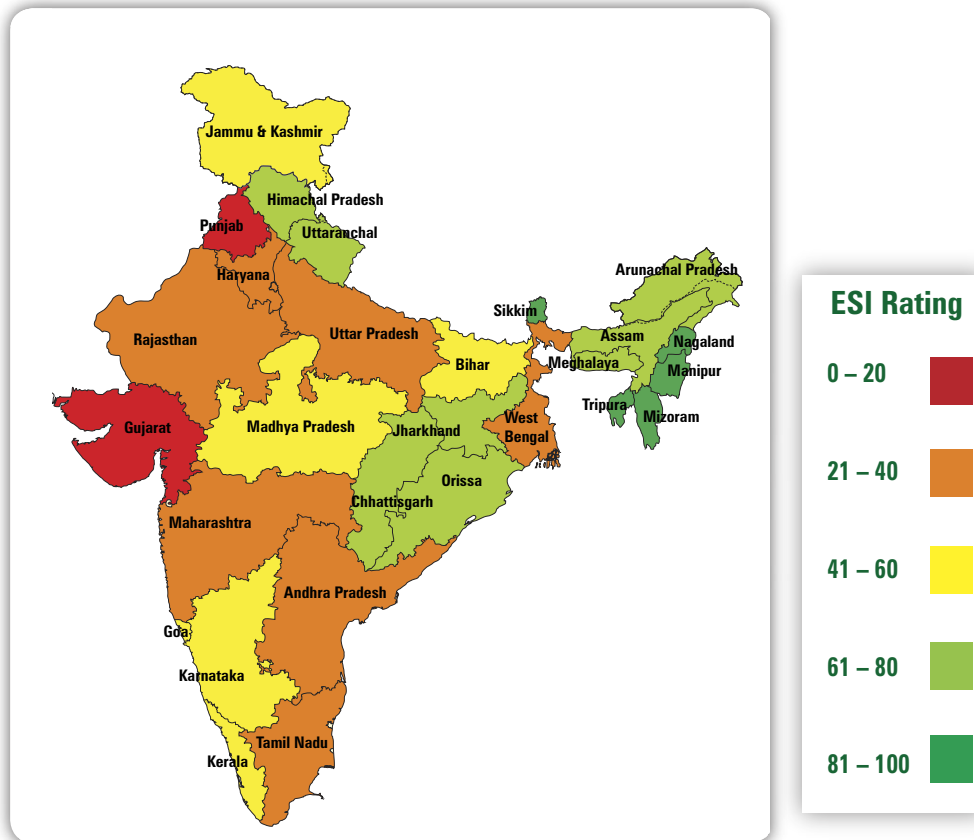 Jammu & Kashmir
Himachal Pradesh
Punjab
Uttaranchal
Haryana
Arunachal Pradesh
Sikkim
Rajasthan
Uttar Pradesh
Assam
Nagaland
Bihar
Meghalaya
Manipur
Tripura
Mizoram
Gujarat
Madhya Pradesh
Jharkhand
West
Bengal
Orissa
Chhattisgarh
Maharashtra
Andhra Pradesh
Goa
Karnataka
Tamil Nadu
Kerala
ESI Rating
0 – 20
21 – 40
41 – 60
61 – 80
81 – 100